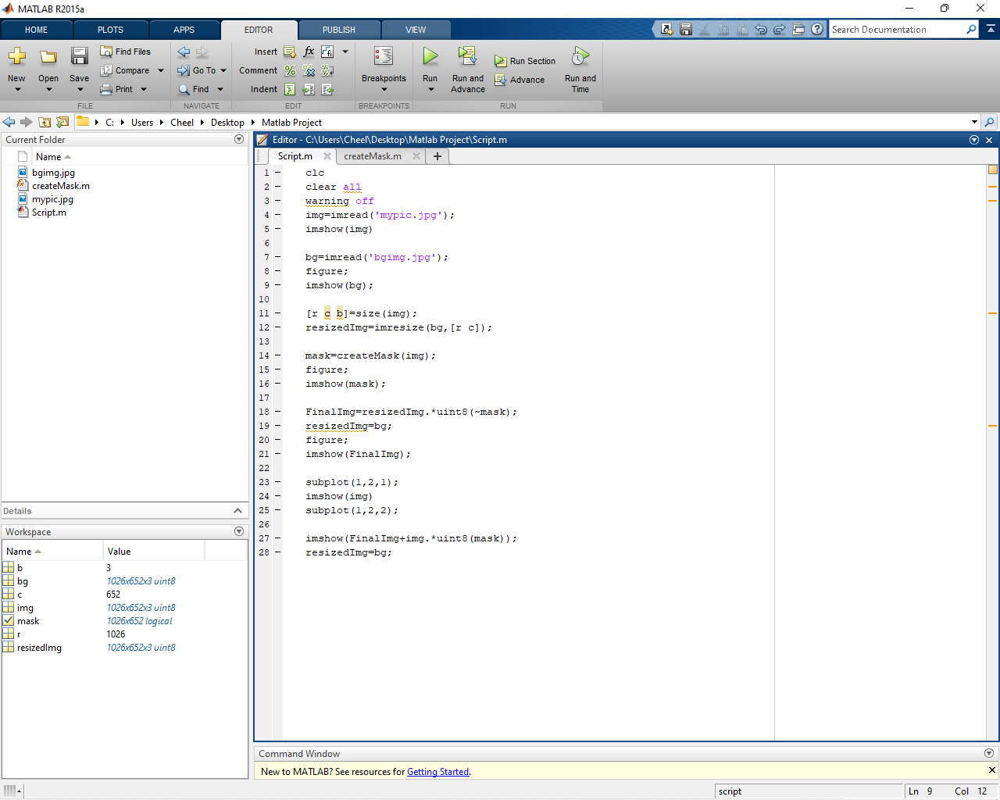 MATLAB R2015a
HOME PLOTS APPS EDITOR PUBLISH VIEW
Search Documentation
New Open Save Find Files Compare Print
Go To Find
Insert fx
Comment % %
Indent
Breakpoints
Run Run and Advance Run Section Advance Run and Time
FILE NAVIGATE EDIT BREAKPOINTS RUN
C: Users Cheel Desktop Matlab Project
Current Folder
Name
bgimg.jpg
createMask.m
mypic.jpg
Script.m
Details
Workspace
Name Value
b 3
bg 1026x652x3 uint8
c 652
img 1026x652x3 uint8
mask 1026x652 logical
r 1026
resizedImg 1026x652x3 uint8
Editor - C:\Users\Cheel\Desktop\Matlab Project\Script.m
Script.m createMask.m +
1 clc
2 clear all
3 warning off
4 img=imread('mypic.jpg');
5 imshow(img)
6
7 bg=imread('bgimg.jpg');
8 figure;
9 imshow(bg);
10
11 [r c b]=size(img);
12 resizedImg=imresize(bg,[r c]);
13
14 mask=createMask(img);
15 figure;
16 imshow(mask);
17
18 FinalImg=resizedImg.*uint8(~mask);
19 resizedImg=bg;
20 figure;
21 imshow(FinalImg);
22
23 subplot(1,2,1);
24 imshow(img)
25 subplot(1,2,2);
26
27 imshow(FinalImg+img.*uint8(mask));
28 resizedImg=bg;
Command Window
New to MATLAB? See resources for Getting Started.
script Ln 9 Col 12